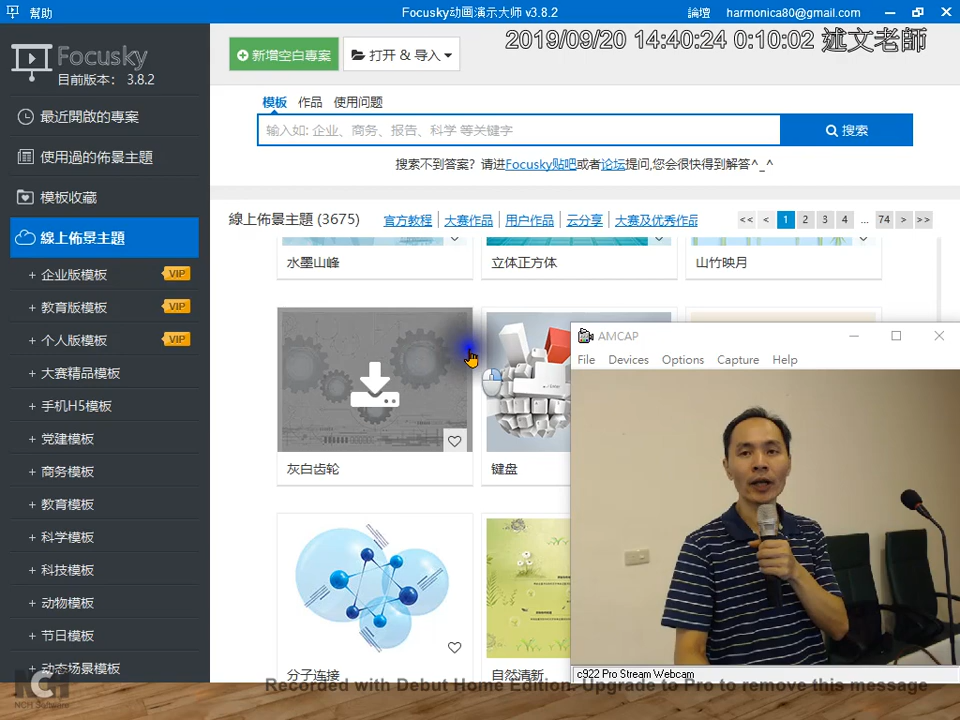 帮助
Focusky动画演示大师 v3.8.2
論壇
harmonica80@gmail.com
2019/09/20 14:40:24 0:10:02 述文老師
Focusky
目前版本: 3.8.2
新增空白專案
打开 & 导入
最近開啟的專案
使用過的佈景主題
模板收藏
線上佈景主題
+ 企业版模板 VIP
+ 教育版模板 VIP
+ 个人版模板 VIP
+ 大赛精品模板
+ 手机H5模板
+ 党建模板
+ 商务模板
+ 教育模板
+ 科学模板
+ 科技模板
+ 动物模板
+ 节日模板
+ 动态场景模板
模板 作品 使用问题
输入如: 企业、商务、报告、科学 等关键字
搜索
搜索不到答案? 请进Focusky贴吧或者论坛提问,您会很快得到解答^_^
線上佈景主題 (3675)
官方教程 大赛作品 用户作品 云分享 大赛及优秀作品
<< < 1 2 3 4 ... 74 > >>
水墨山峰
立体正方体
山竹映月
灰白齿轮
键盘
分子连接
自然清新
AMCAP
File Devices Options Capture Help
c922 Pro Stream Webcam
NCH
NCH Software
Recorded with Debut Home Edition. Upgrade to Pro to remove this message